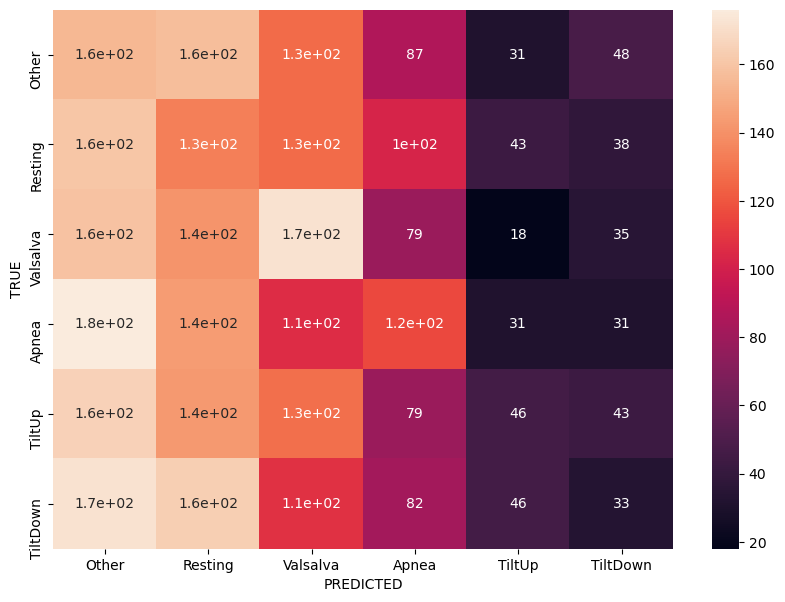 Other 1.6e+02 1.6e+02 1.3e+02 87 31 48
Resting 1.6e+02 1.3e+02 1.3e+02 1e+02 43 38
Valsalva 1.6e+02 1.4e+02 1.7e+02 79 18 35
Apnea 1.8e+02 1.4e+02 1.1e+02 1.2e+02 31 31
TiltUp 1.6e+02 1.4e+02 1.3e+02 79 46 43
TiltDown 1.7e+02 1.6e+02 1.1e+02 82 46 33
TRUE
Other Resting Valsalva Apnea TiltUp TiltDown
PREDICTED
160
140
120
100
80
60
40
20